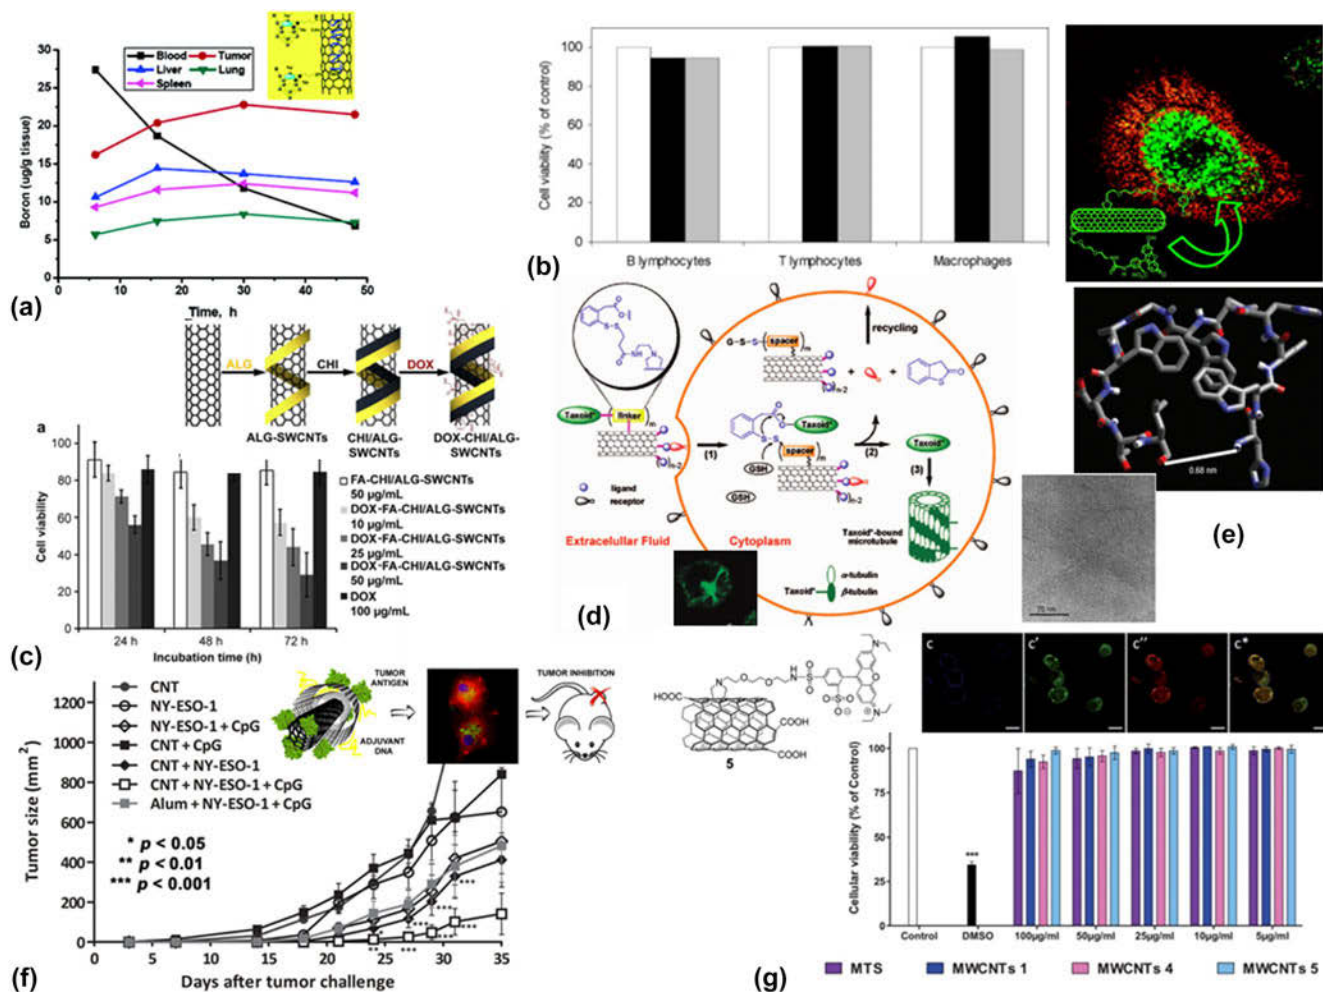 30
25
20
15
10
5
0
Boron (ug/g tissue)
Blood
Tumor
Liver
Lung
Spleen
0
10
20
30
40
50
Time, h
(a)
120
100
80
60
40
20
0
Cell viability (% of control)
B lymphocytes
T lymphocytes
Macrophages
(b)
ALG
CHI
DOX
ALG-SWCNTs
CHI/ALG-
SWCNTs
DOX-CHI/ALG-
SWCNTs
a
100
80
60
40
20
0
Cell viability
24 h
48 h
72 h
Incubation time (h)
FA-CHI/ALG-SWCNTs
50 µg/mL
DOX-FA-CHI/ALG-SWCNTs
10 µg/mL
DOX-FA-CHI/ALG-SWCNTs
25 µg/mL
DOX-FA-CHI/ALG-SWCNTs
50 µg/mL
DOX
100 µg/mL
(c)
Taxoid*
linker
m
n-2
ligand
receptor
Extracelullar Fluid
(1)
G-S-S
spacer
m
n-2
recycling
Taxoid*
S-S
spacer
m
GSH
GSH
n-2
(2)
Taxoid*
(3)
Taxoid*-bound
microtubule
Cytoplasm
α-tubulin
Taxoid*
β-tubulin
(d)
0.68 nm
(e)
1200
1000
800
600
400
200
0
Tumor size (mm²)
CNT
NY-ESO-1
NY-ESO-1 + CpG
CNT + CpG
CNT + NY-ESO-1
CNT + NY-ESO-1 + CpG
Alum + NY-ESO-1 + CpG
* p < 0.05
** p < 0.01
*** p < 0.001
TUMOR
ANTIGEN
ADJUVANT
DNA
TUMOR INHIBITION
0
5
10
15
20
25
30
35
Days after tumor challenge
(f)
HOOC
COOH
COOH
5
c
c'
c''
c*
100
75
50
25
0
Cellular viability (% of Control)
***
Control
DMSO
100µg/ml
50µg/ml
25µg/ml
10µg/ml
5µg/ml
MTS
MWCNTs 1
MWCNTs 4
MWCNTs 5
(g)